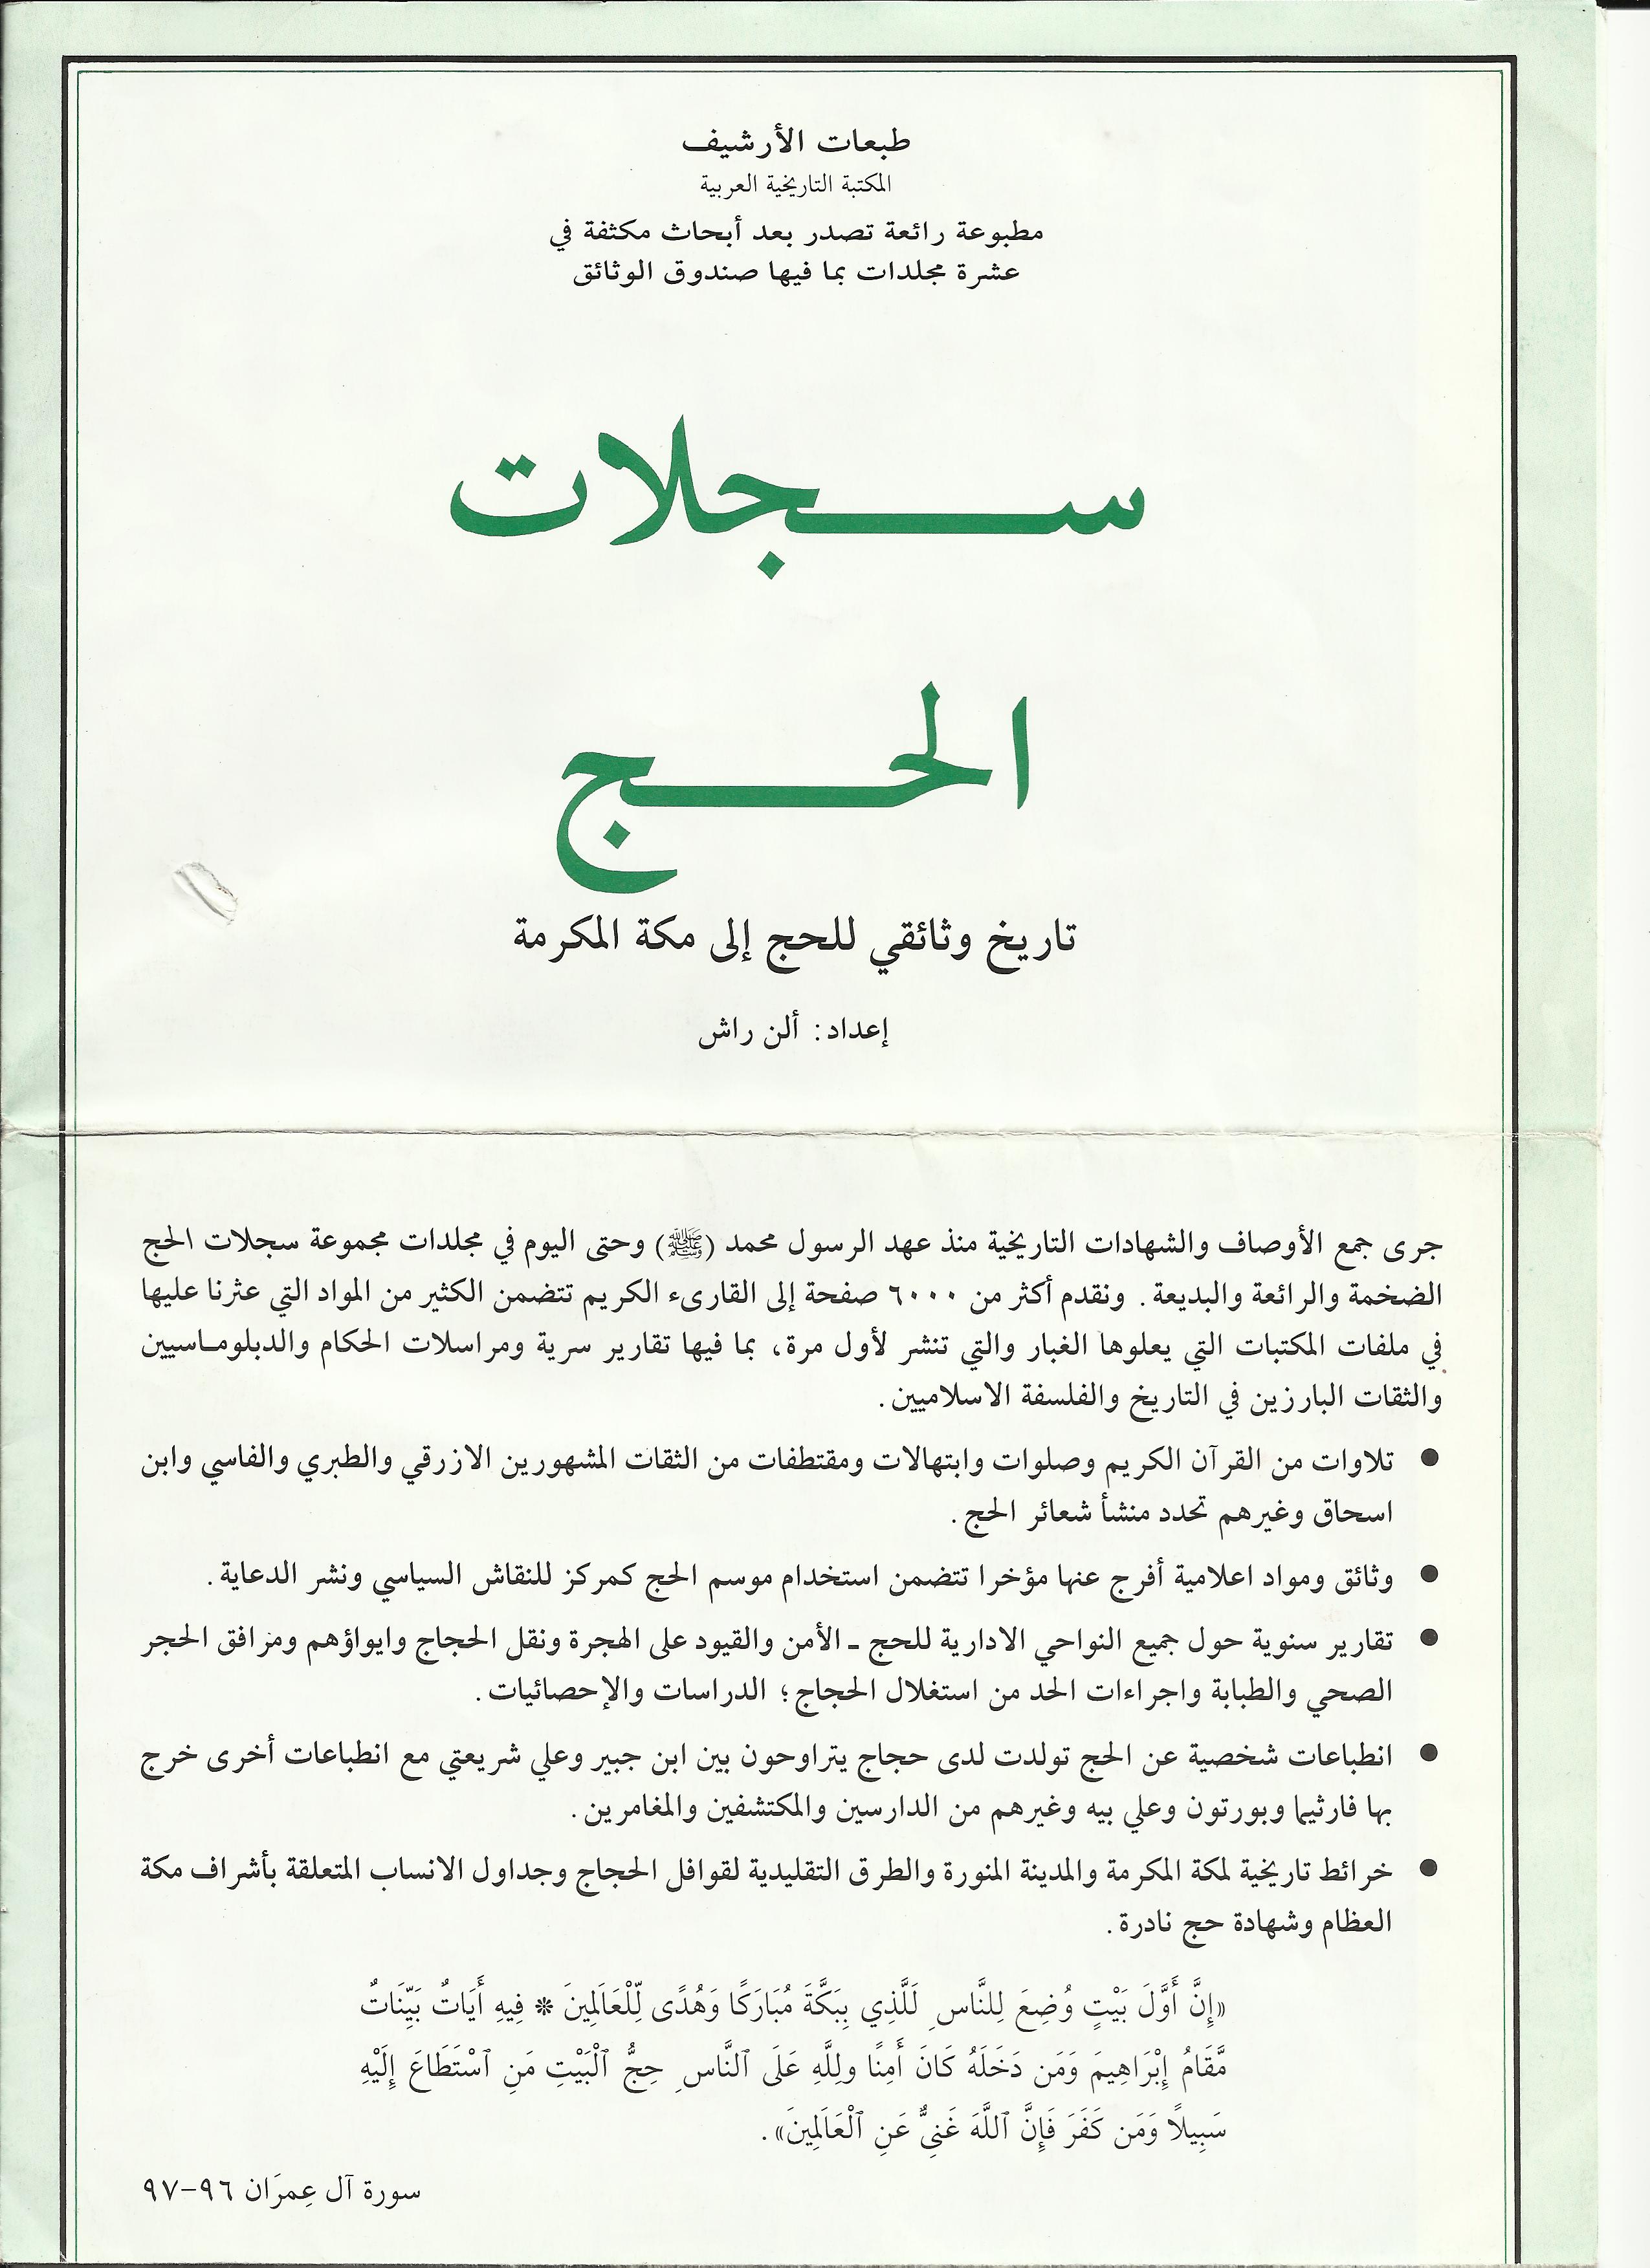 طبعات الأرشيف
المكتبة التاريخية العربية
مطبوعة رائعة تصدر بعد أبحاث مكثفة في
عشرة مجلدات بما فيها صندوق الوثائق
سجلات
الحج
تاريخ وثائقي للحج إلى مكة المكرمة
إعداد: ألن راش
جرى جمع الأوصاف والشهادات التاريخية منذ عهد الرسول محمد (ﷺ) وحتى اليوم في مجلدات مجموعة سجلات الحج
الضخمة والرائعة والبديعة. ونقدم أكثر من ٦٠٠٠ صفحة إلى القارىء الكريم تتضمن الكثير من المواد التي عثرنا عليها
في ملفات المكتبات التي يعلوها الغبار والتي تنشر لأول مرة، بما فيها تقارير سرية ومراسلات الحكام والدبلوماسيين
والثقات البارزين في التاريخ والفلسفة الاسلاميين.
● تلاوات من القرآن الكريم وصلوات وابتهالات ومقتطفات من الثقات المشهورين الازرقي والطبري والفاسي وابن
اسحاق وغيرهم تحدد منشأ شعائر الحج.
● وثائق ومواد اعلامية أفرج عنها مؤخرا تتضمن استخدام موسم الحج كمركز للنقاش السياسي ونشر الدعاية.
● تقارير سنوية حول جميع النواحي الادارية للحج ـ الأمن والقيود على الهجرة ونقل الحجاج وايواؤهم ومرافق الحجر
الصحي والطبابة واجراءات الحد من استغلال الحجاج؛ الدراسات والإحصائيات.
● انطباعات شخصية عن الحج تولدت لدى حجاج يتراوحون بين ابن جبير وعلي شريعتي مع انطباعات أخرى خرج
بها فارثيما وبورتون وعلي بيه وغيرهم من الدارسين والمكتشفين والمغامرين.
● خرائط تاريخية لمكة المكرمة والمدينة المنورة والطرق التقليدية لقوافل الحجاج وجداول الانساب المتعلقة بأشراف مكة
العظام وشهادة حج نادرة.
«إِنَّ أَوَّلَ بَيْتٍ وُضِعَ لِلنَّاسِ لَلَّذِي بِبَكَّةَ مُبَارَكًا وَهُدًى لِّلْعَالَمِينَ * فِيهِ أَيَاتٌ بَيِّنَاتٌ
مَّقَامُ إِبْرَاهِيمَ وَمَن دَخَلَهُ كَانَ أَمِنًا ولِلَّهِ عَلَى ٱلنَّاسِ حِجُّ ٱلْبَيْتِ مَنِ ٱسْتَطَاعَ إِلَيْهِ
سَبِيلاً وَمَن كَفَرَ فَإِنَّ ٱللَّهَ غَنِيٌّ عَنِ ٱلْعَالَمِينَ».
سورة آل عِمرَان ٩٦–٩٧